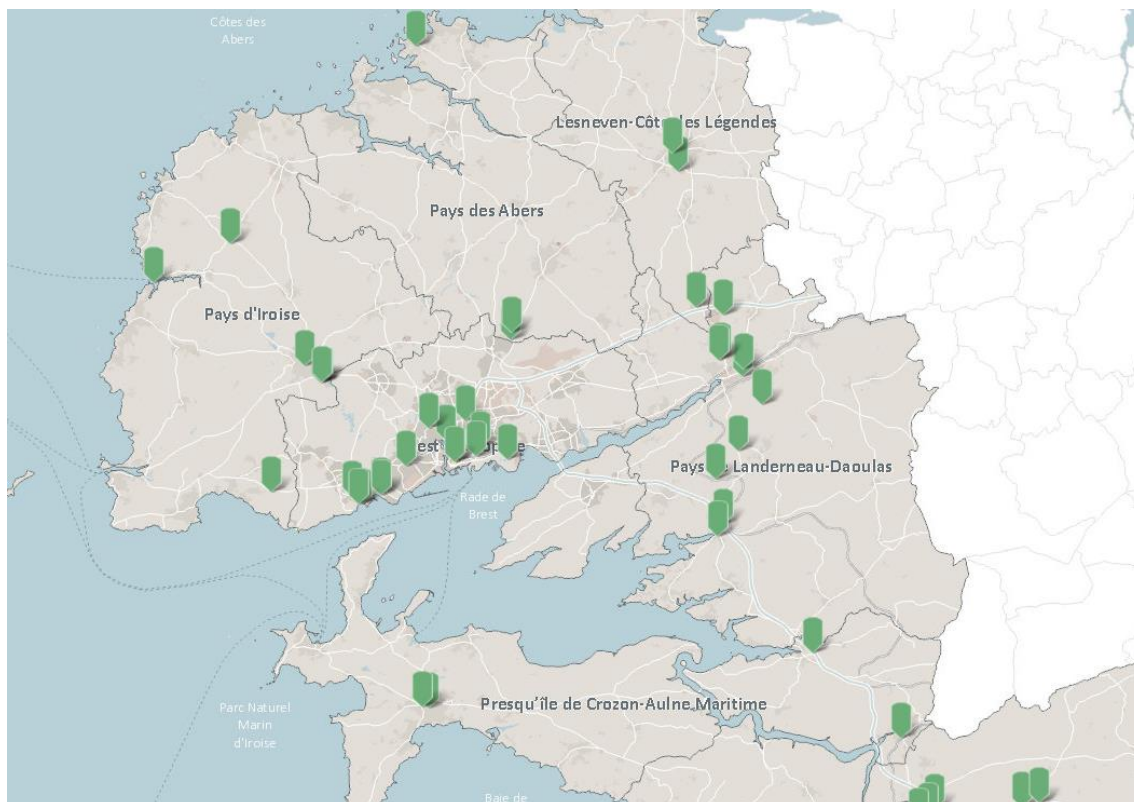 Côtes des
Abers
Lesneven-Côte des Légendes
Pays des Abers
Pays d'Iroise
Pays de Landerneau-Daoulas
Rade de
Brest
Presqu'île de Crozon-Aulne Maritime
Parc Naturel
Marin
d'Iroise
Baie de